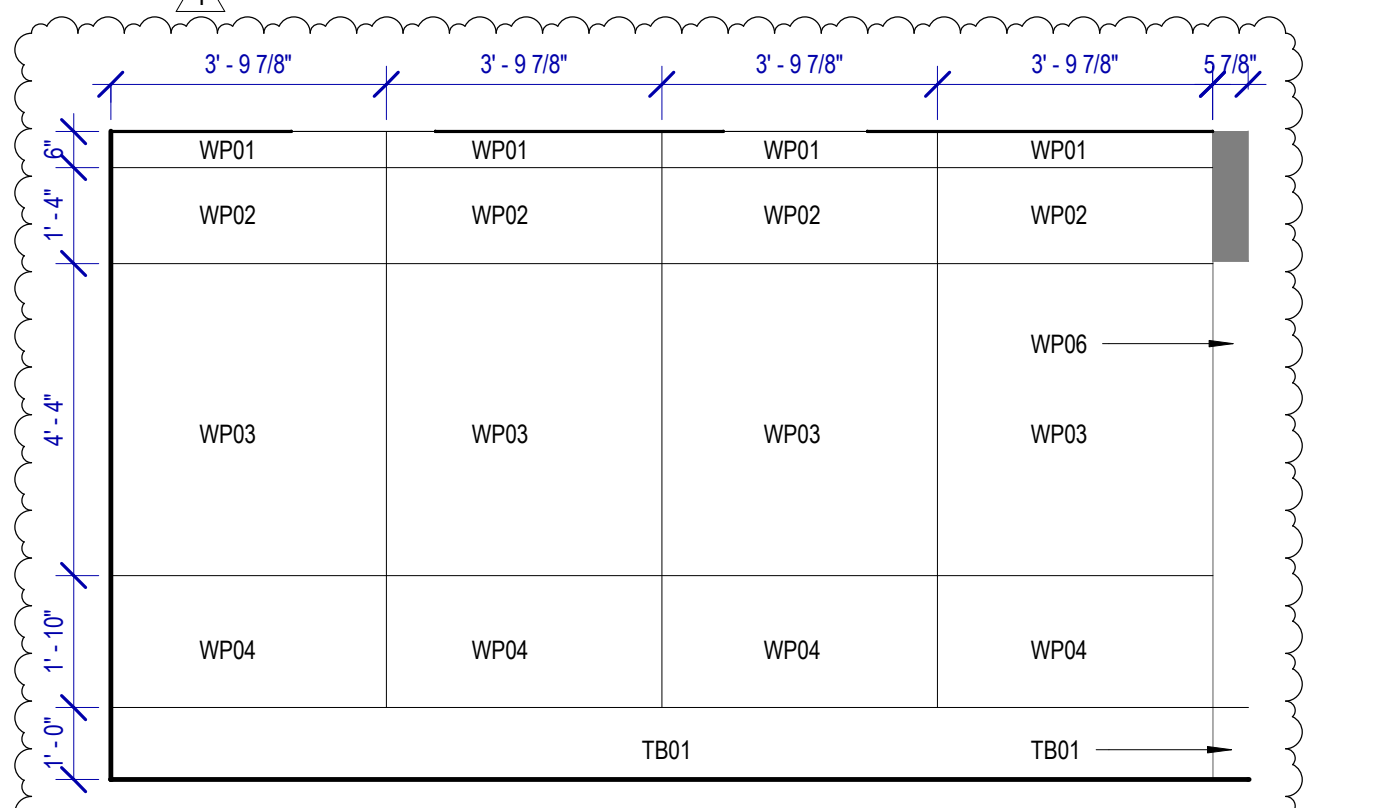 3' - 9 7/8" 3' - 9 7/8" 3' - 9 7/8" 3' - 9 7/8" 5 7/8"
6" WP01 WP01 WP01 WP01
1' - 4" WP02 WP02 WP02 WP02
WP06
4' - 4" WP03 WP03 WP03 WP03
1' - 10" WP04 WP04 WP04 WP04
1' - 0" TB01 TB01